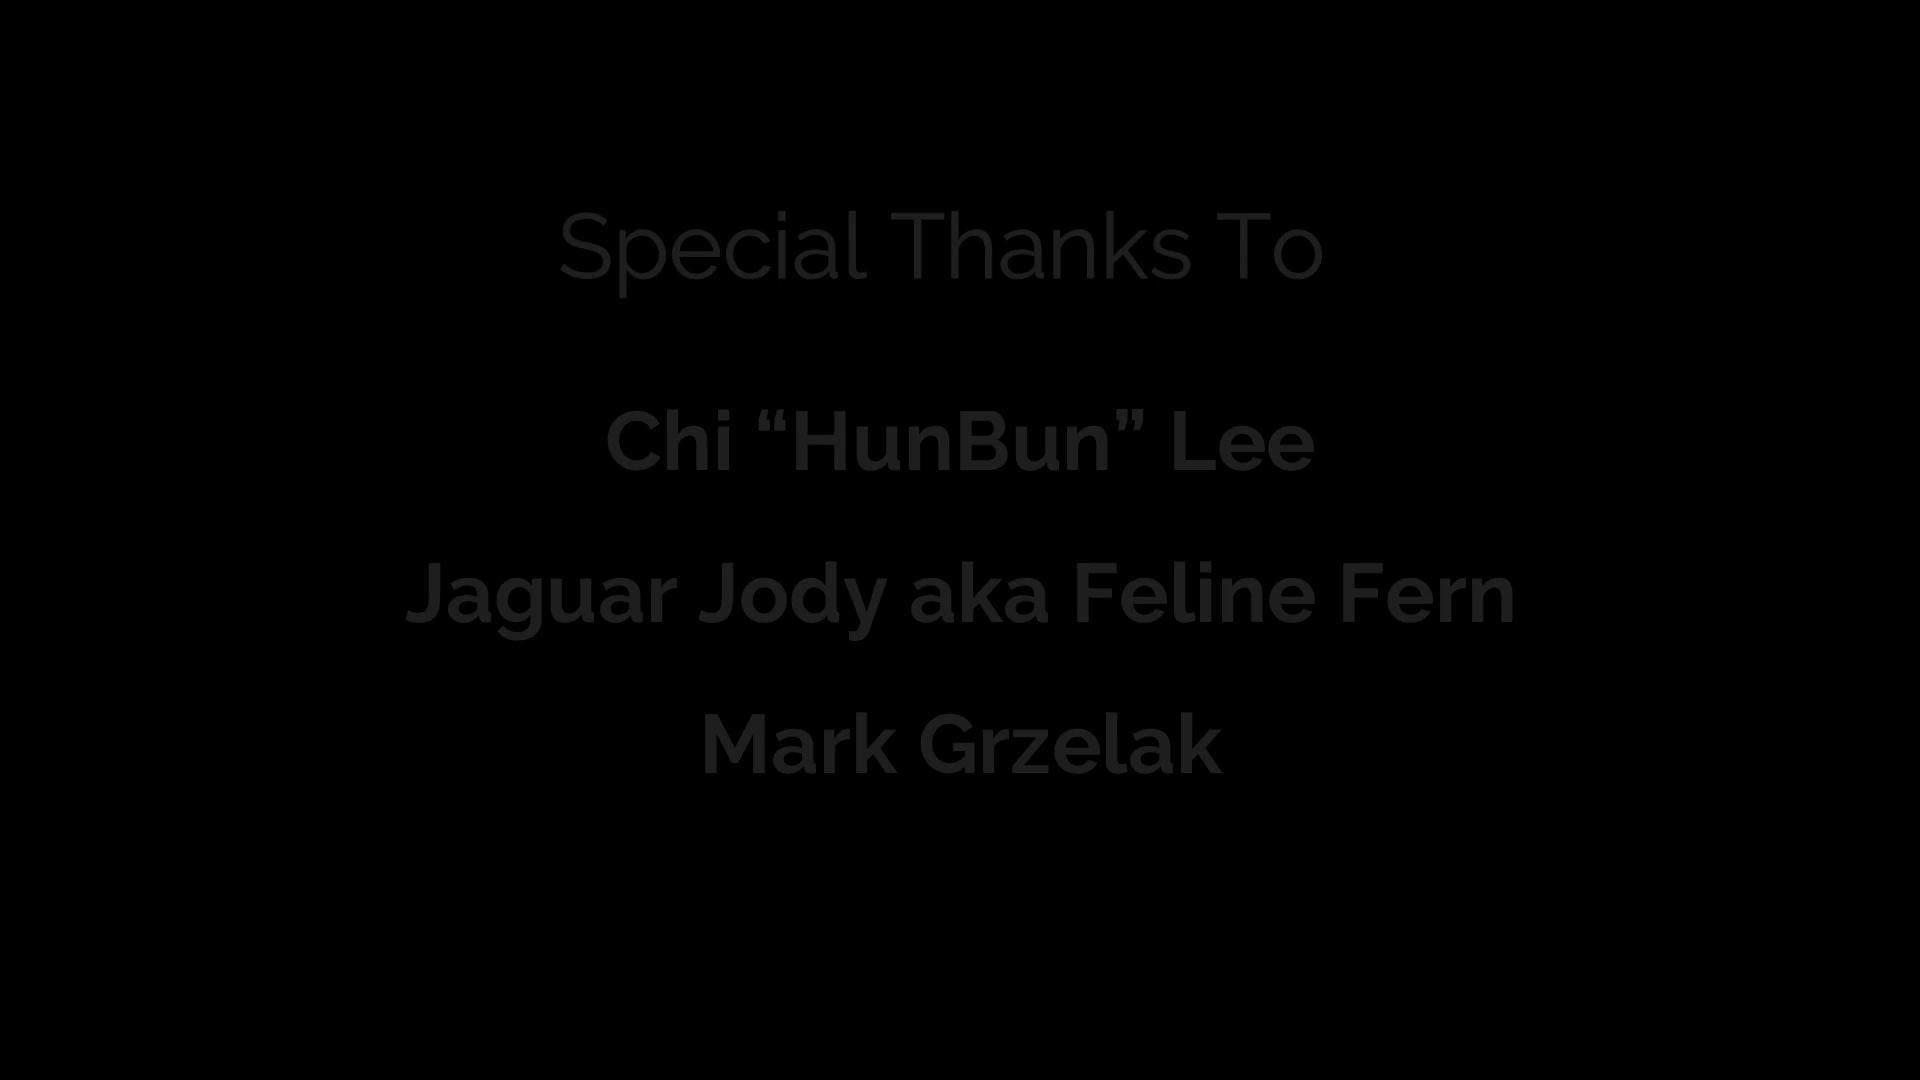 Special Thanks To
Chi “HunBun” Lee
Jaguar Jody aka Feline Fern
Mark Grzelak